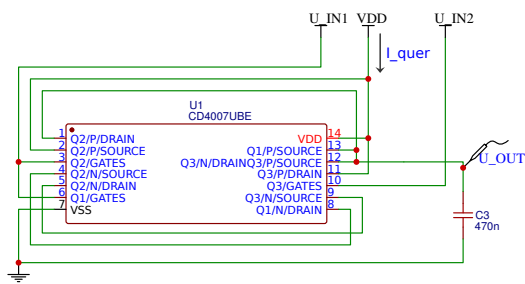 U_IN1 VDD U_IN2
I_quer
U1
CD4007UBE
1 Q2/P/DRAIN VDD 14
2 Q2/P/SOURCE Q1/P/SOURCE 13
3 Q2/GATES Q3/N/DRAINQ3/P/SOURCE 12
4 Q2/N/SOURCE Q3/P/DRAIN 11
5 Q2/N/DRAIN Q3/GATES 10
6 Q1/GATES Q3/N/SOURCE 9
7 VSS Q1/N/DRAIN 8
U_OUT
C3
470n